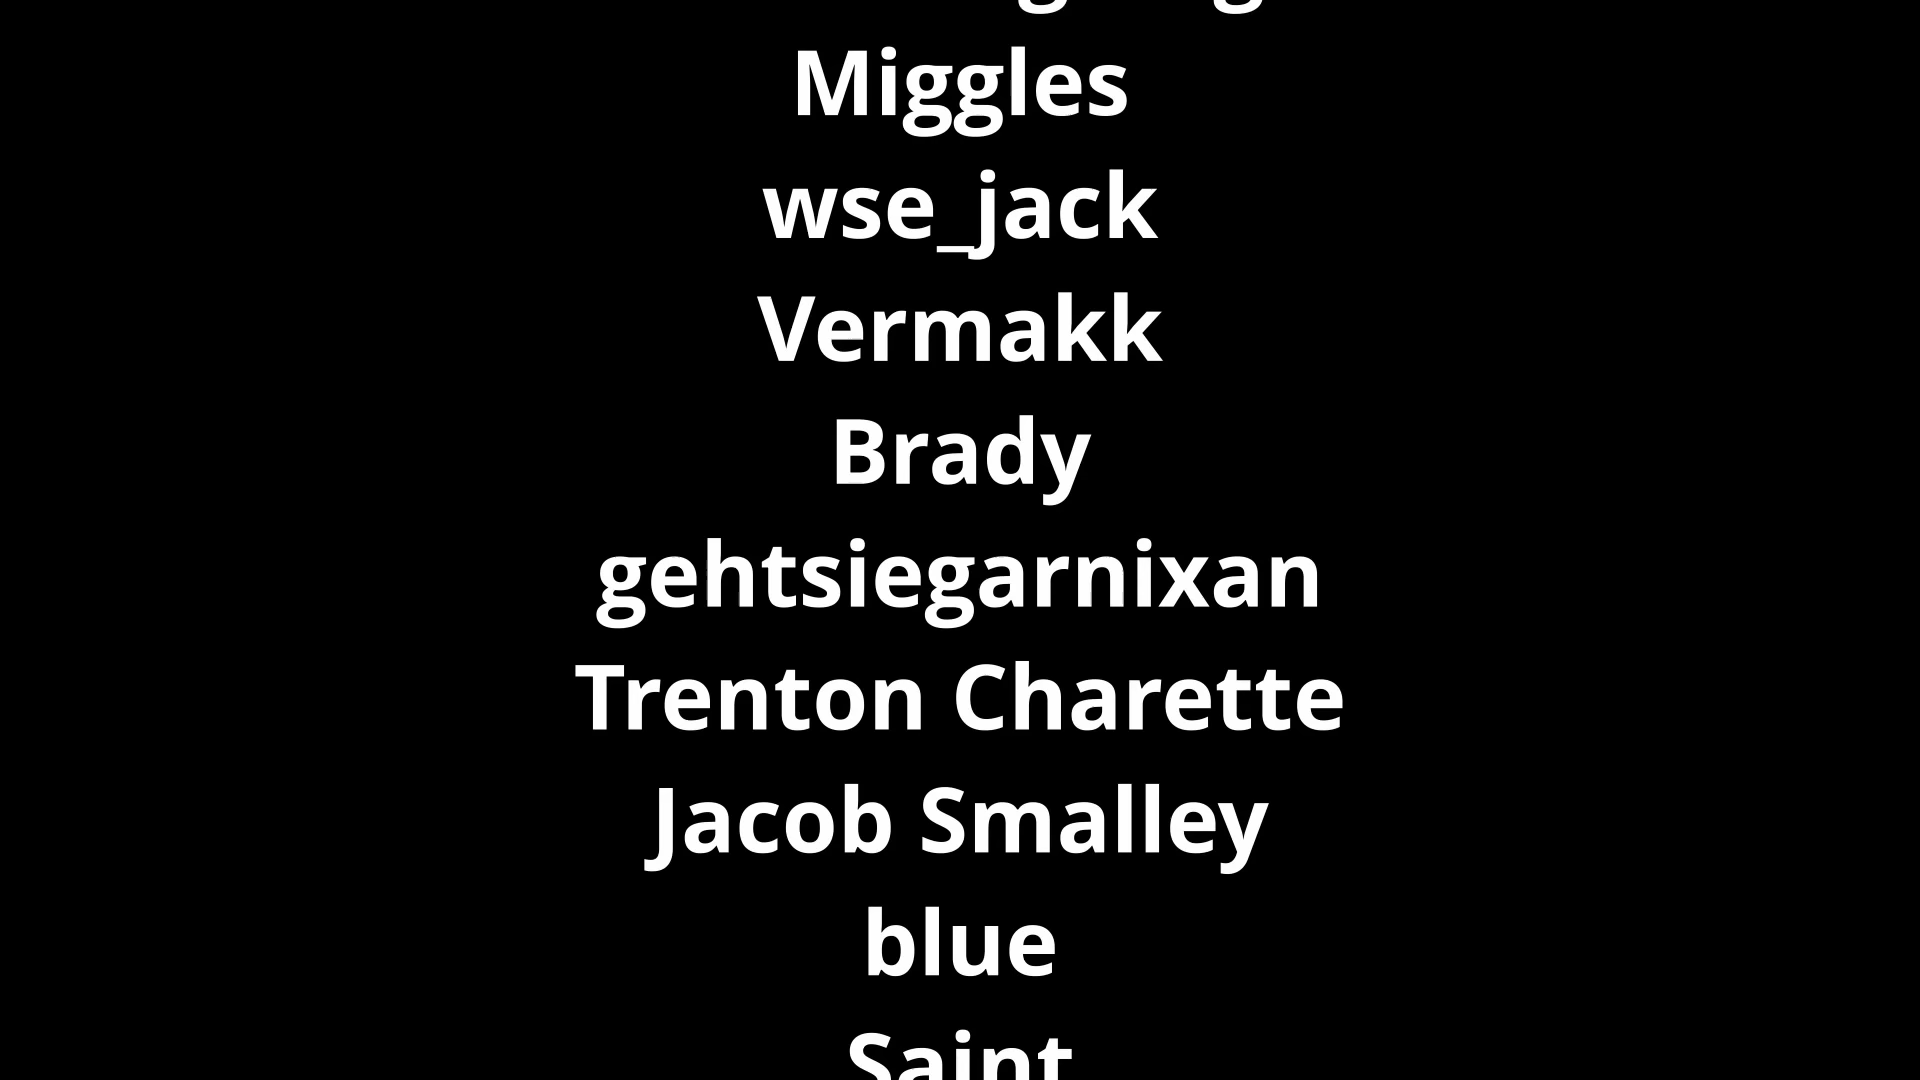 Miggles
wse_jack
Vermakk
Brady
gehtsiegarnixan
Trenton Charette
Jacob Smalley
blue
Saint